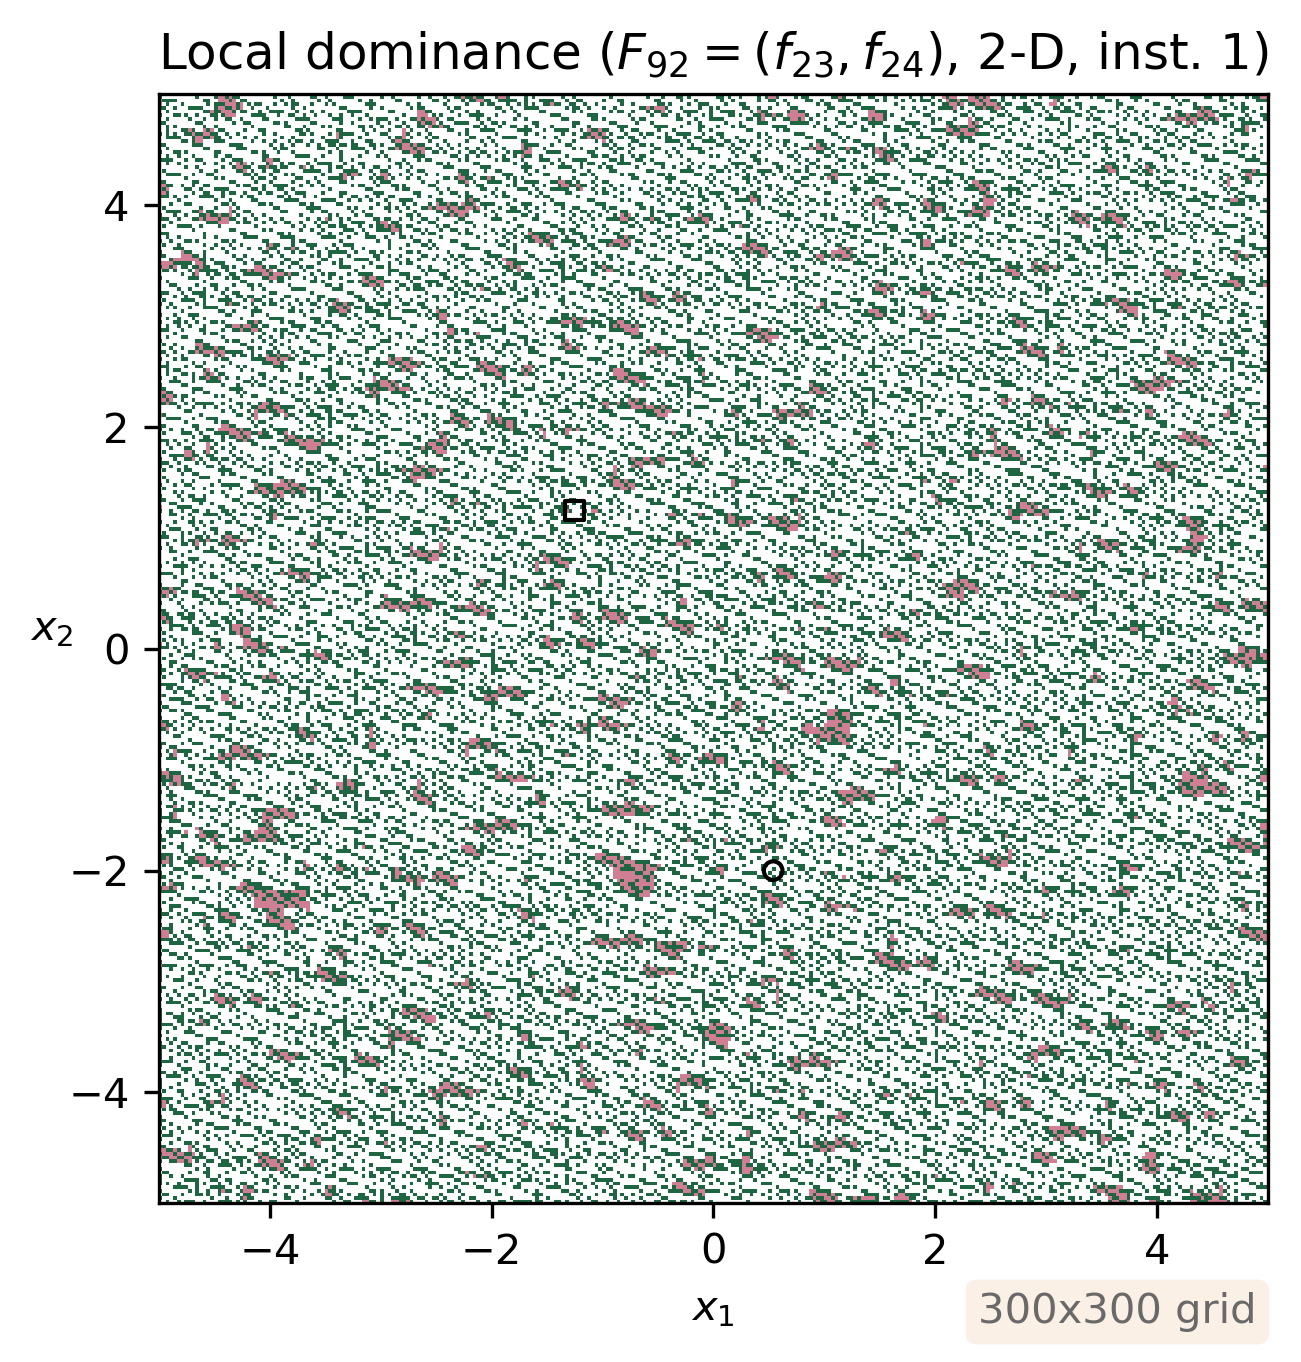 Local dominance (F₉₂ = (f₂₃, f₂₄), 2-D, inst. 1)
4
2
x₂
0
−2
−4
−4 −2 0 2 4
x₁
300x300 grid